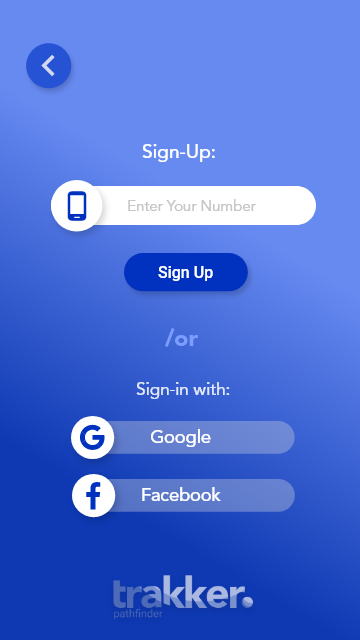 Sign-Up:
Enter Your Number
Sign Up
/or
Sign-in with:
Google
Facebook
trakker.
pathfinder